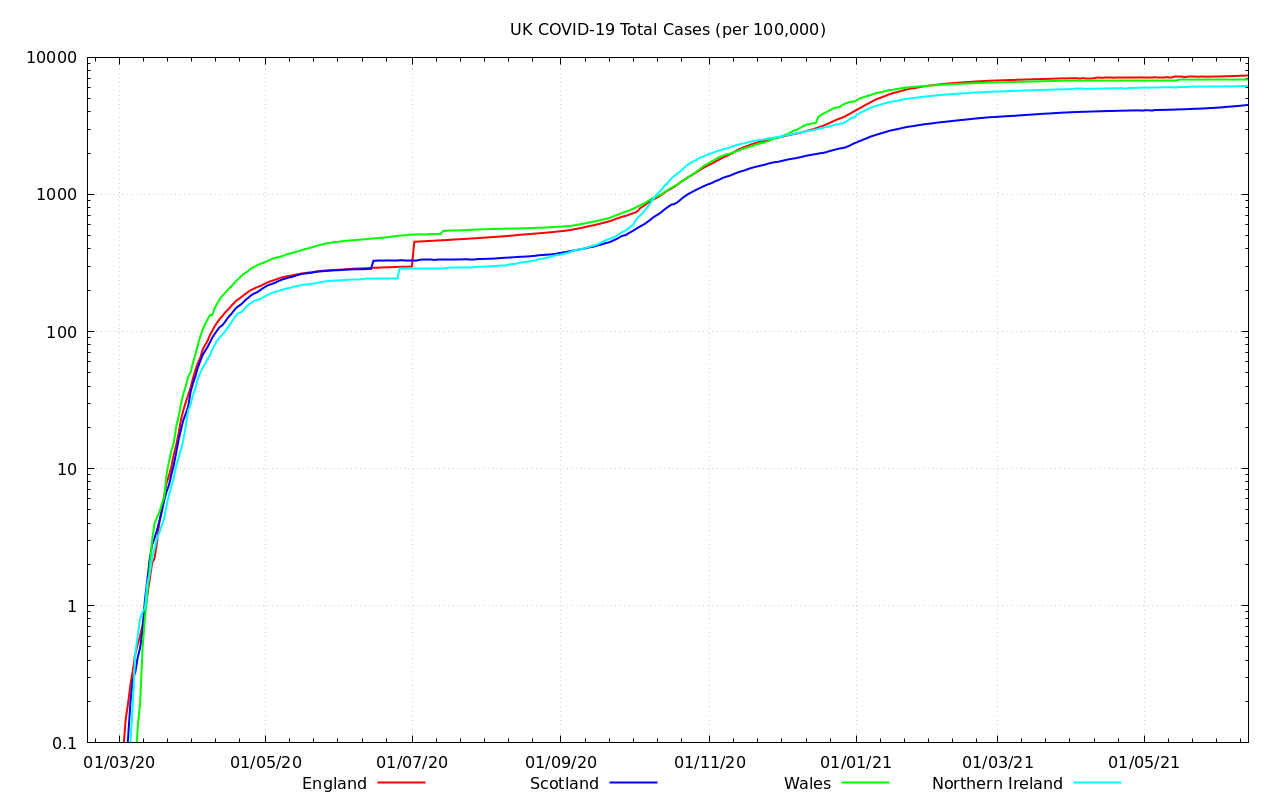 UK COVID-19 Total Cases (per 100,000)
10000
1000
100
10
1
0.1
01/03/20 01/05/20 01/07/20 01/09/20 01/11/20 01/01/21 01/03/21 01/05/21
England Scotland Wales Northern Ireland